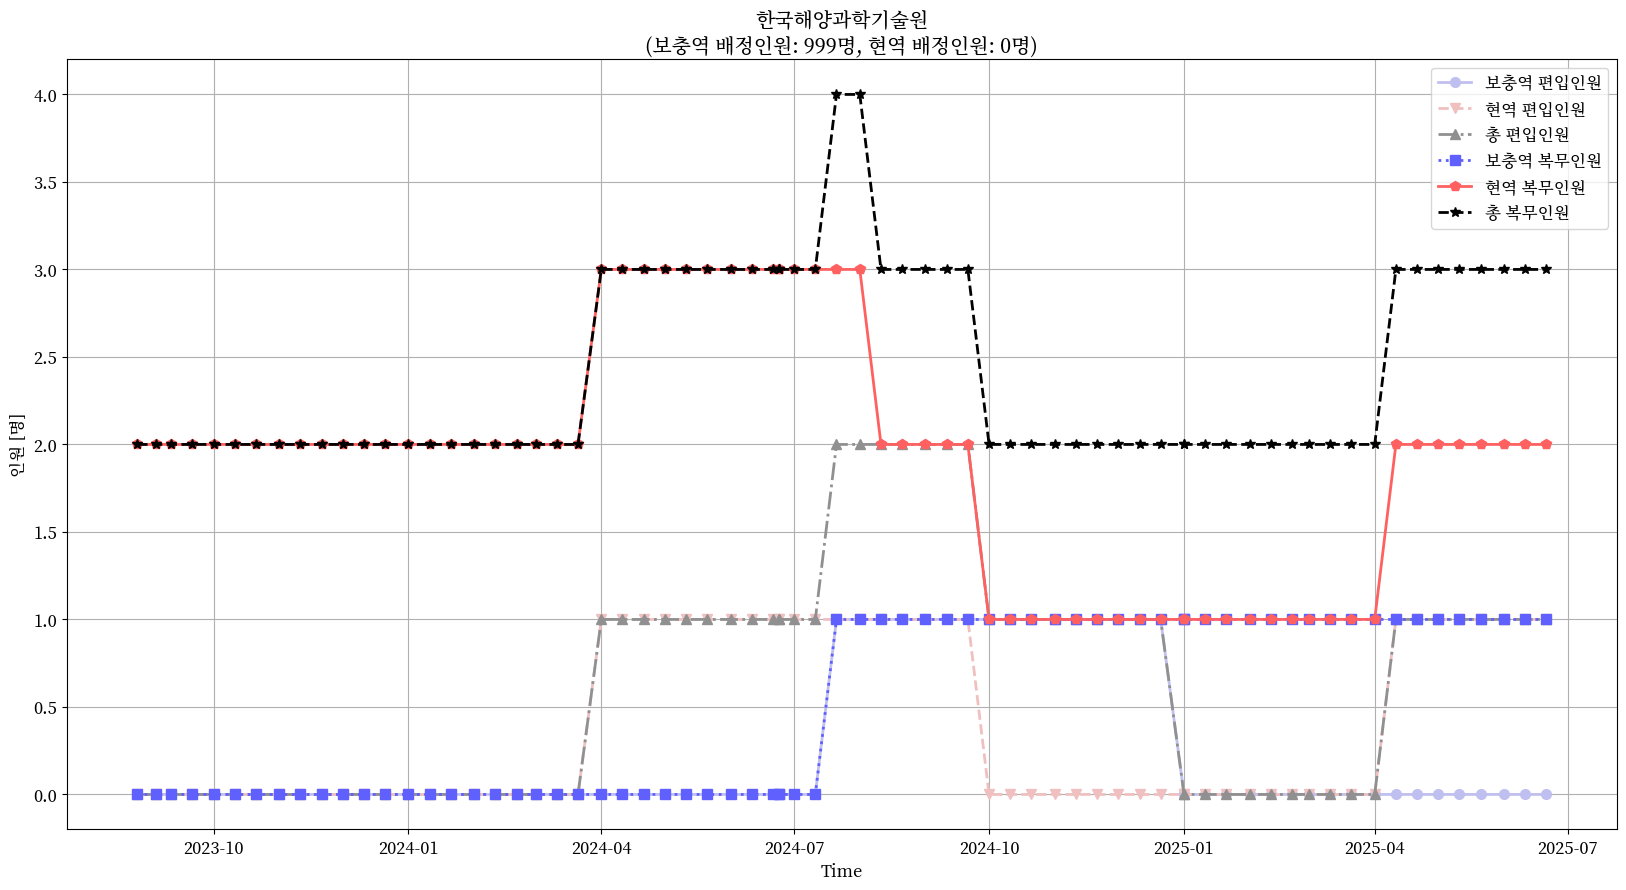 한국해양과학기술원
(보충역 배정인원: 999명, 현역 배정인원: 0명)
보충역 편입인원
현역 편입인원
총 편입인원
보충역 복무인원
현역 복무인원
총 복무인원
인원 [명]
4.0
3.5
3.0
2.5
2.0
1.5
1.0
0.5
0.0
2023-10
2024-01
2024-04
2024-07
2024-10
2025-01
2025-04
2025-07
Time